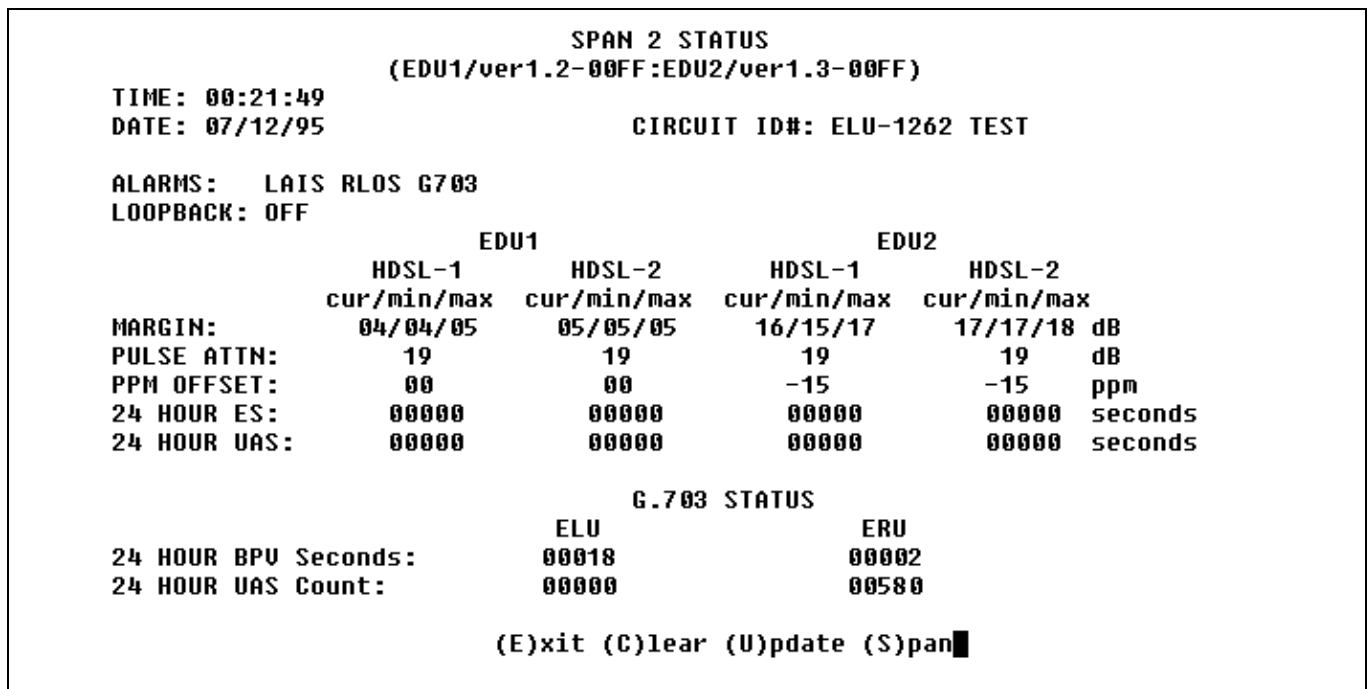 SPAN 2 STATUS
(EDU1/ver1.2-00FF:EDU2/ver1.3-00FF)
TIME: 00:21:49
DATE: 07/12/95 CIRCUIT ID#: ELU-1262 TEST
ALARMS: LAIS RLOS G703
LOOPBACK: OFF
EDU1 EDU2
HDSL-1 HDSL-2 HDSL-1 HDSL-2
cur/min/max cur/min/max cur/min/max cur/min/max
MARGIN: 04/04/05 05/05/05 16/15/17 17/17/18 dB
PULSE ATTN: 19 19 19 19 dB
PPM OFFSET: 00 00 -15 -15 ppm
24 HOUR ES: 00000 00000 00000 00000 seconds
24 HOUR UAS: 00000 00000 00000 00000 seconds
G.703 STATUS
ELU ERU
24 HOUR BPV Seconds: 00018 00002
24 HOUR UAS Count: 00000 00580
(E)xit (C)lear (U)pdate (S)pan